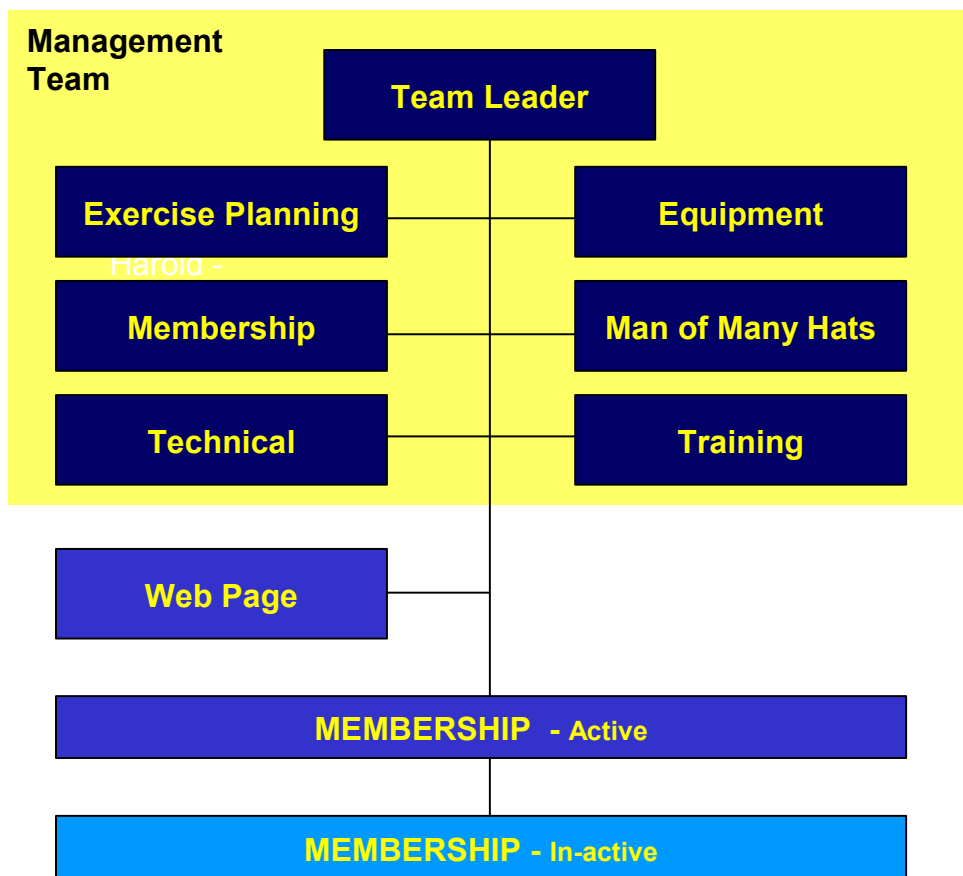 Management
Team
Team Leader
Exercise Planning
Equipment
Harold -
Membership
Man of Many Hats
Technical
Training
Web Page
MEMBERSHIP - Active
MEMBERSHIP - In-active